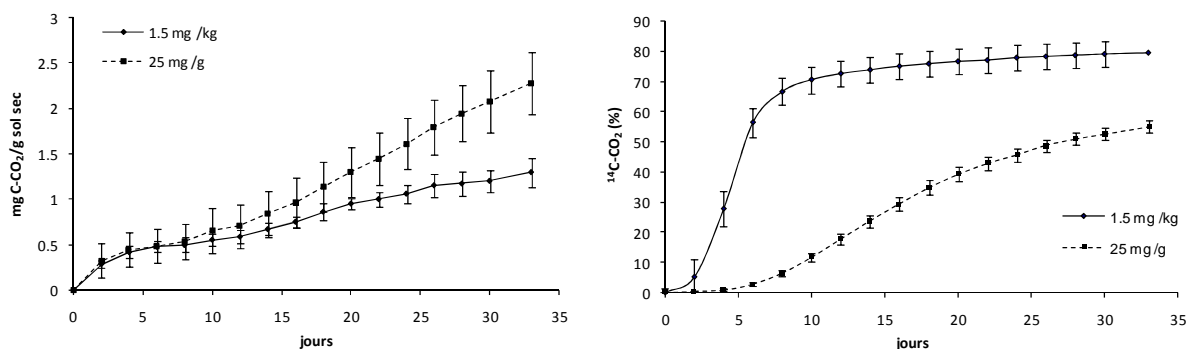 3
2.5
2
1.5
1
0.5
0
mg C-CO₂/g sol sec
1.5 mg /kg
25 mg /g
0 5 10 15 20 25 30 35
jours
90
80
70
60
50
40
30
20
10
0
¹⁴C-CO₂ (%)
1.5 mg /kg
25 mg /g
0 5 10 15 20 25 30 35
jours